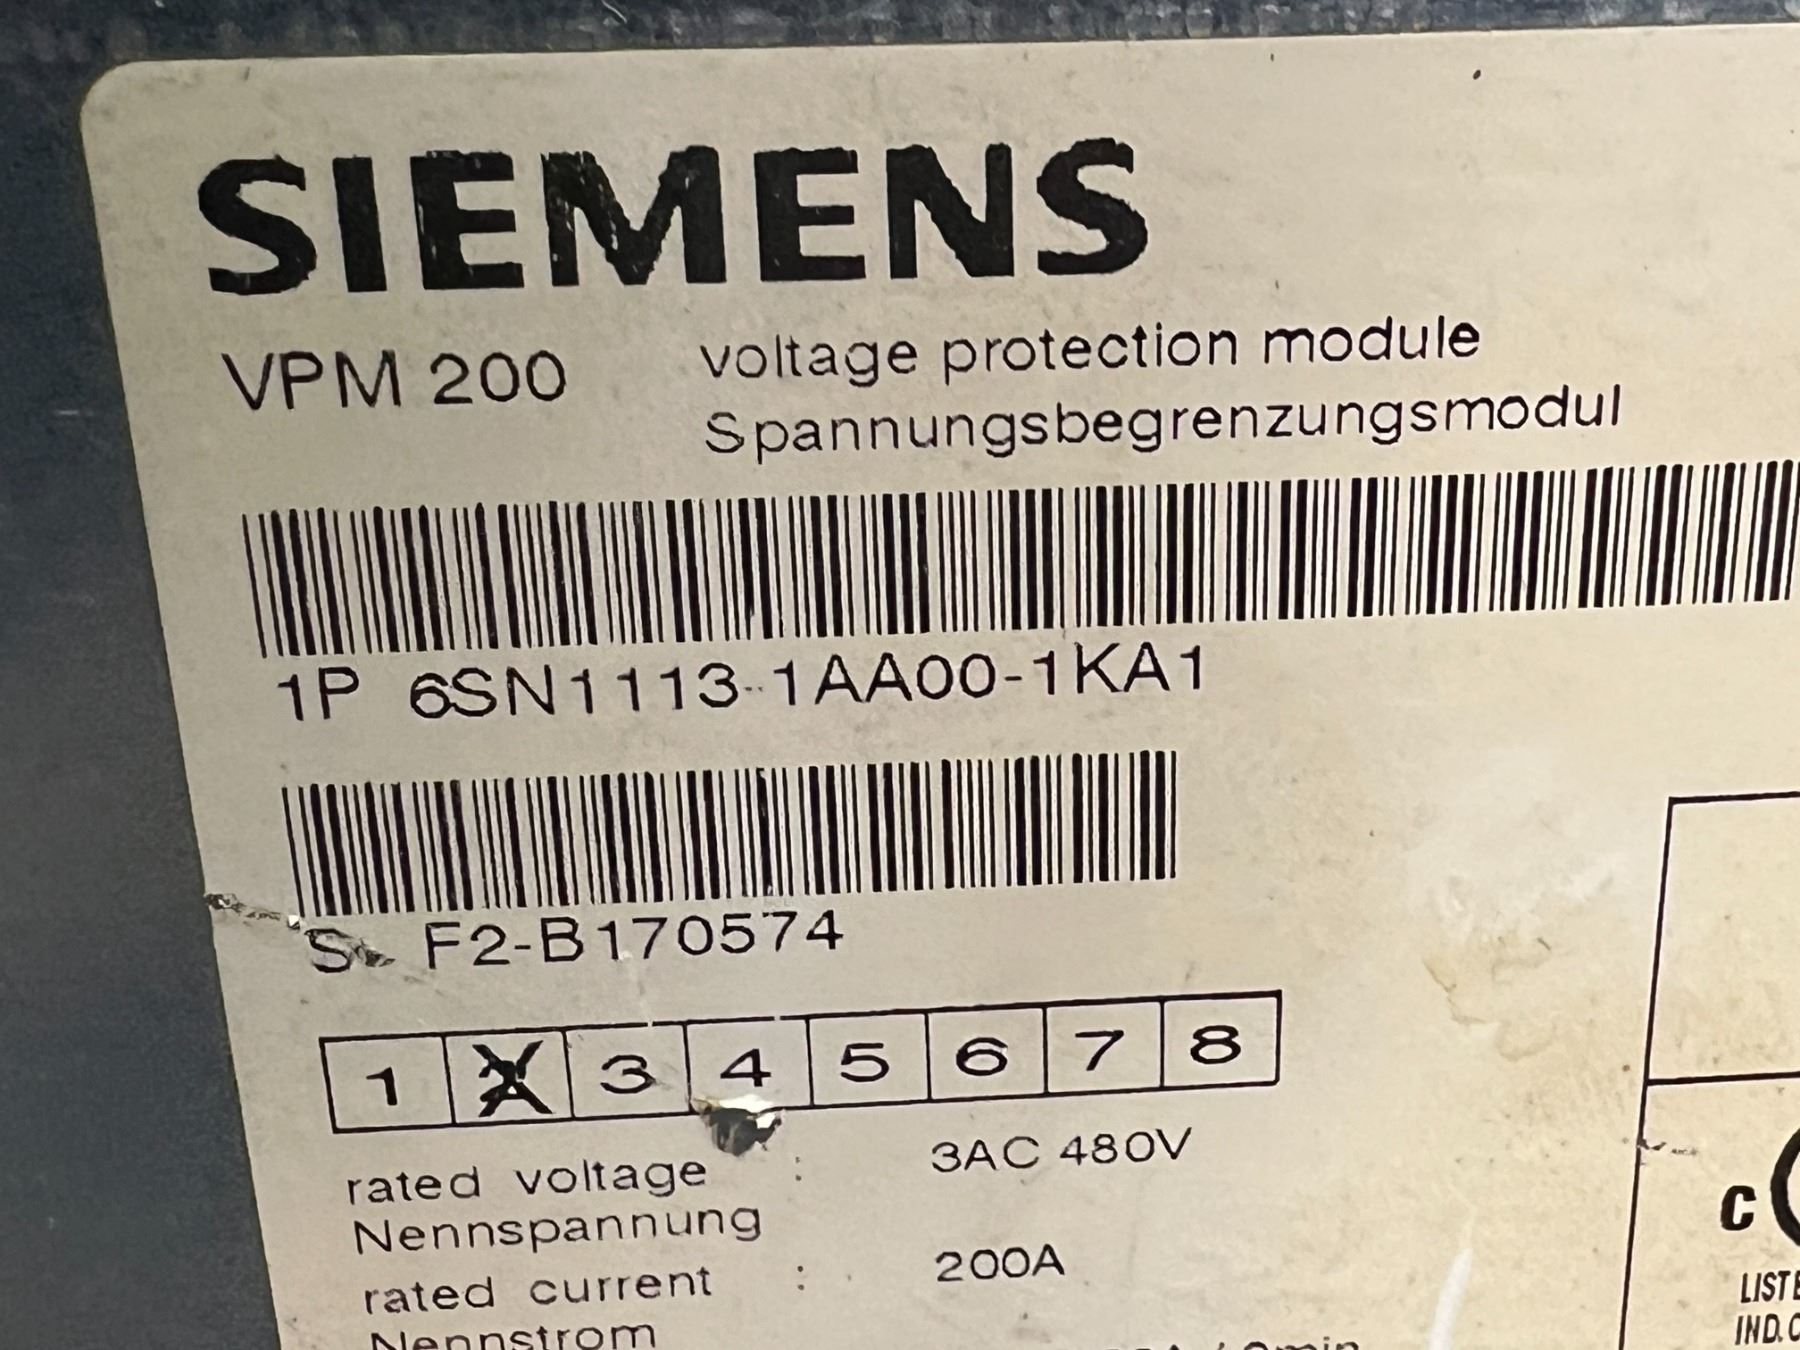 SIEMENS
VPM 200 voltage protection module
Spannungsbegrenzungsmodul
1P 6SN1113-1AA00-1KA1
S F2-B170574
1 2 3 4 5 6 7 8
rated voltage : 3AC 480V
Nennspannung
rated current : 200A
Nennstrom
C